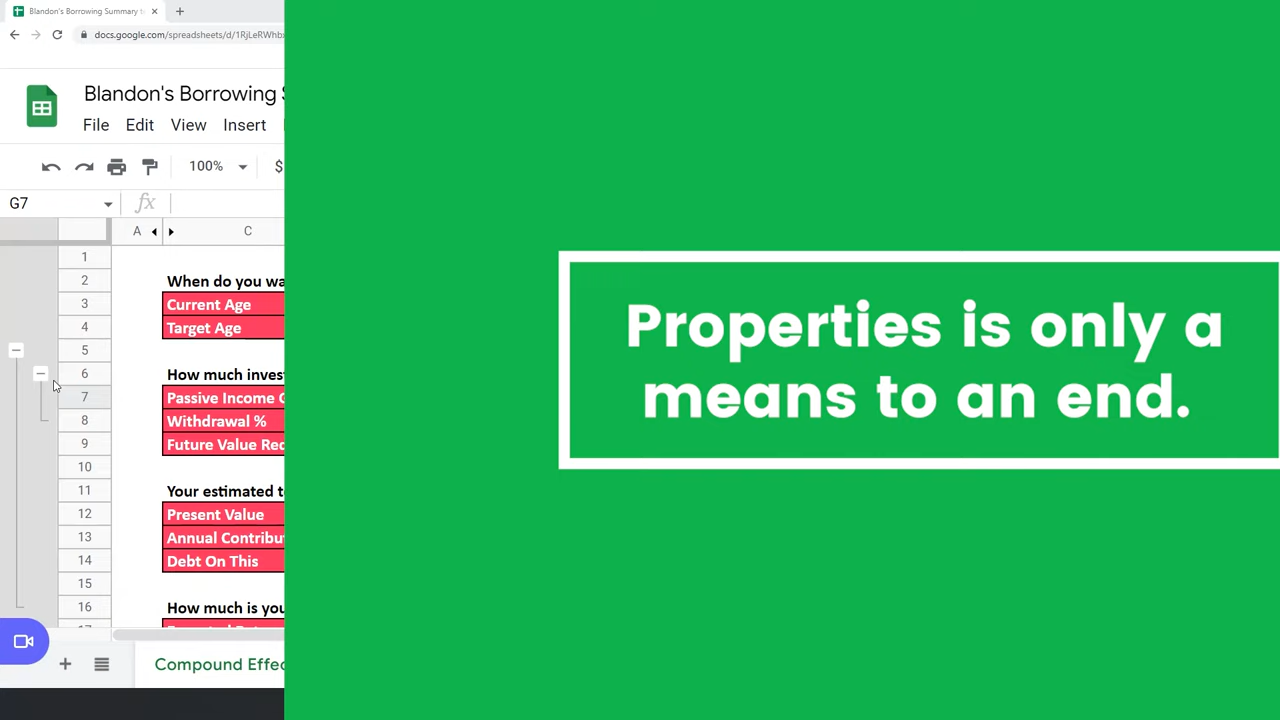 Blandon's Borrowing Summary
docs.google.com/spreadsheets/d/1RjLeRWhb
Blandon's Borrowing
File Edit View Insert
100% $
G7 fx
A C
1
2 When do you wa
3 Current Age
4 Target Age
5
6 How much inves
7 Passive Income
8 Withdrawal %
9 Future Value Rec
10
11 Your estimated t
12 Present Value
13 Annual Contribu
14 Debt On This
15
16 How much is you
Compound Effec
Properties is only a
means to an end.